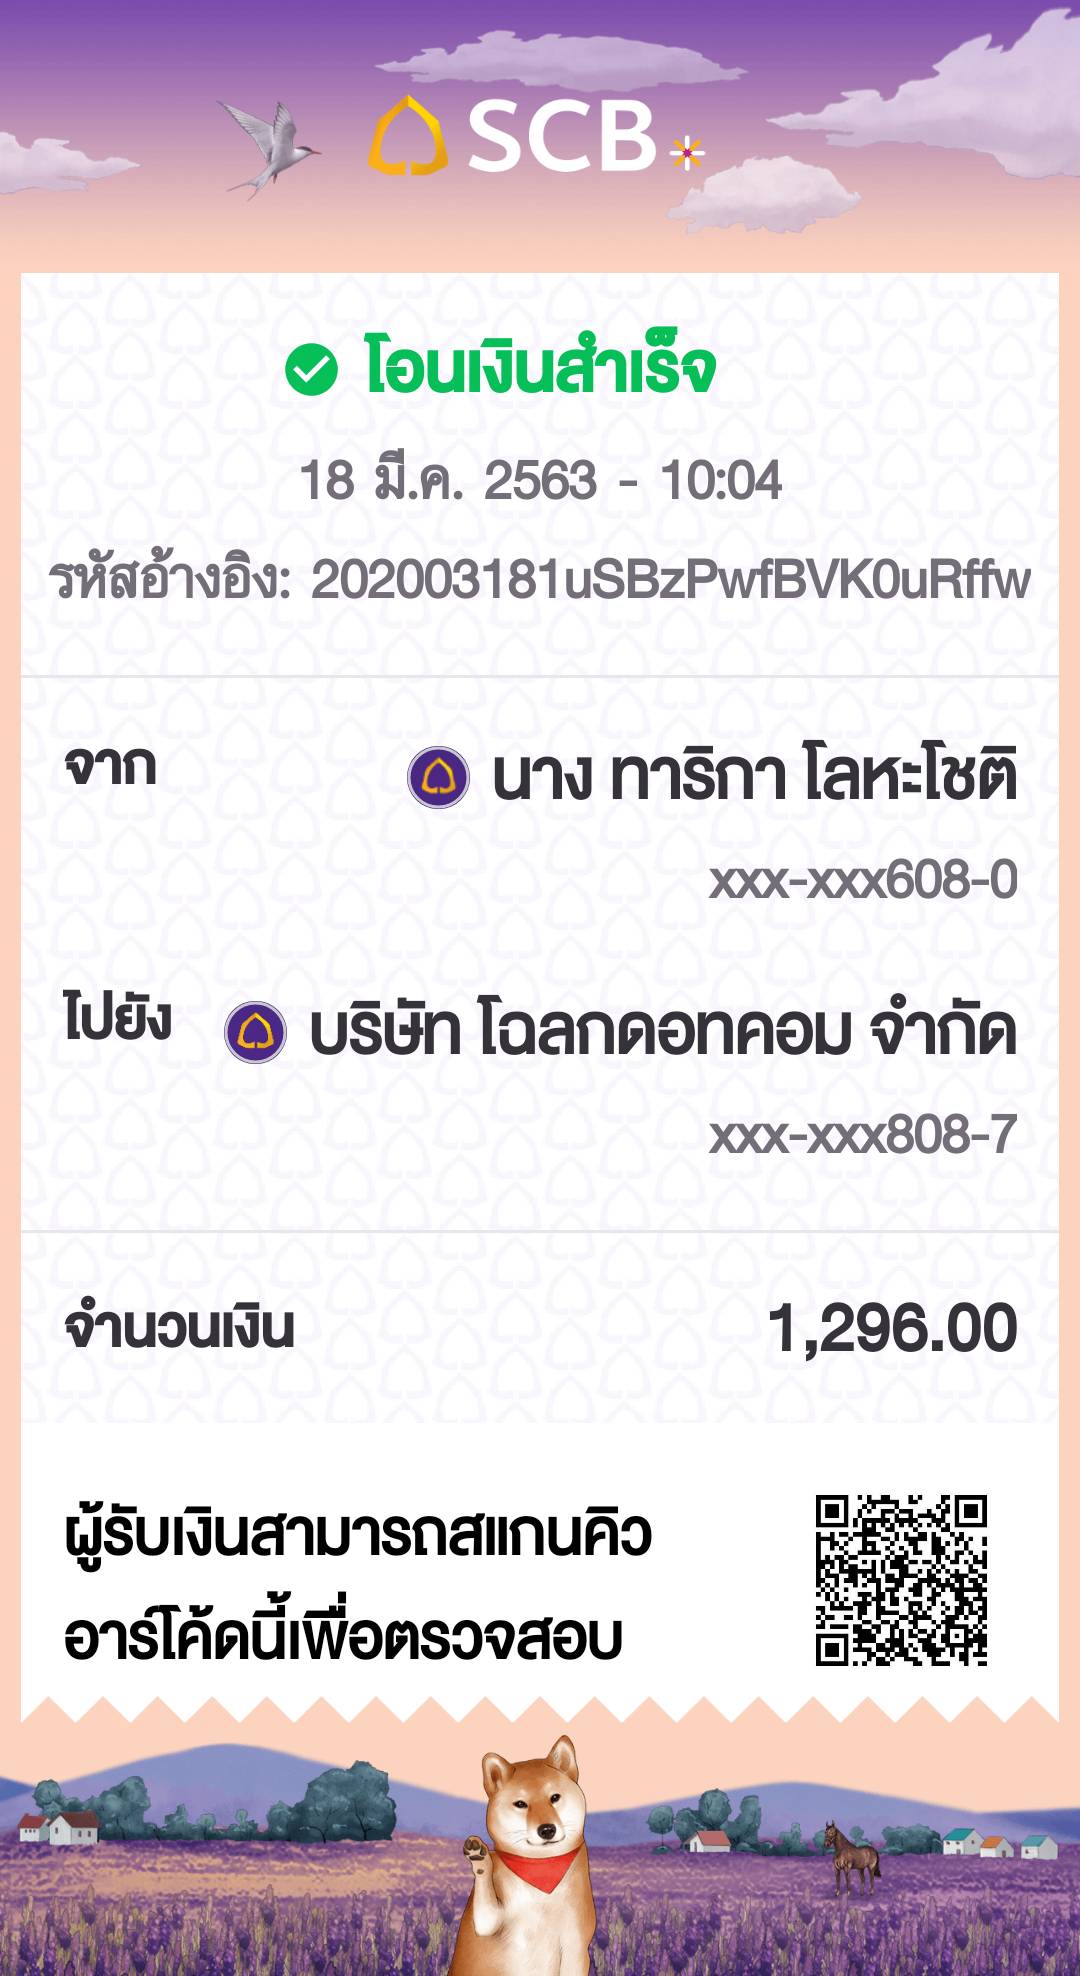 SCB
โอนเงินสำเร็จ
18 มี.ค. 2563 - 10:04
รหัสอ้างอิง: 202003181uSBzPwfBVK0uRffw
จาก นาง ทาริกา โลหะโชติ
xxx-xxx608-0
ไปยัง บริษัท โฉลกดอทคอม จำกัด
xxx-xxx808-7
จำนวนเงิน 1,296.00
ผู้รับเงินสามารถสแกนคิว
อาร์โค้ดนี้เพื่อตรวจสอบ